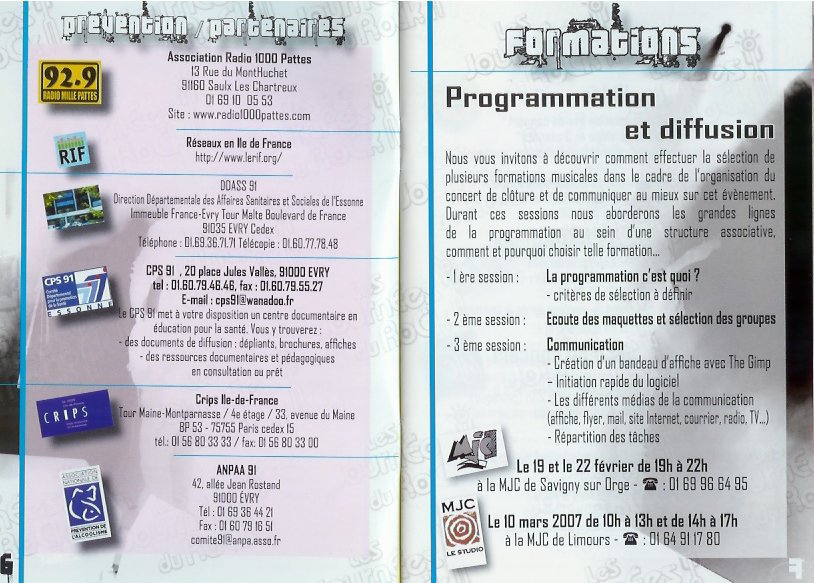 prévention / partenaires
92.9
RADIO MILLE PATTES
Association Radio 1000 Pattes
13 Rue du MontHuchet
91160 Saulx Les Chartreux
01 69 10 05 53
Site : www.radio1000pattes.com
RIF
Réseaux en Ile de France
http://www.lerif.org/
DDASS 91
Direction Départementale des Affaires Sanitaires et Sociales de l'Essonne
Immeuble France-Evry Tour Malte Boulevard de France
91035 EVRY Cedex
Téléphone : 01.69.36.71.71 Télécopie : 01.60.77.78.48
CPS 91
Comité
Départemental
pour la promotion
de la Santé
ESSONNE
CPS 91 , 20 place Jules Vallès, 91000 EVRY
tel : 01.60.79.46.46, fax : 01.60.79.55.27
E-mail : cps91@wanadoo.fr
Le CPS 91 met à votre disposition un centre documentaire en
éducation pour la santé. Vous y trouverez :
- des documents de diffusion : dépliants, brochures, affiches
- des ressources documentaires et pédagogiques
en consultation ou prêt
CRIPS
Crips Ile-de-France
Tour Maine-Montparnasse / 4e étage / 33, avenue du Maine
BP 53 - 75755 Paris cedex 15
tél.: 01 56 80 33 33 / fax: 01 56 80 33 00
ASSOCIATION
NATIONALE DE
PRÉVENTION DE
L'ALCOOLISME
ANPAA 91
42, allée Jean Rostand
91000 ÉVRY
Tél : 01 69 36 44 21
Fax : 01 60 79 16 51
comite91@anpa.asso.fr
6
Formations
Programmation
et diffusion
Nous vous invitons à découvrir comment effectuer la sélection de
plusieurs formations musicales dans le cadre de l'organisation du
concert de clôture et de communiquer au mieux sur cet évènement.
Durant ces sessions nous aborderons les grandes lignes
de la programmation au sein d'une structure associative,
comment et pourquoi choisir telle formation...
- 1 ère session : La programmation c'est quoi ?
- critères de sélection à définir
- 2 ème session : Ecoute des maquettes et sélection des groupes
- 3 ème session : Communication
- Création d'un bandeau d'affiche avec The Gimp
- Initiation rapide du logiciel
- Les différents médias de la communication
(affiche, flyer, mail, site Internet, courrier, radio, TV...)
- Répartition des tâches
MJC
Le 19 et le 22 février de 19h à 22h
à la MJC de Savigny sur Orge - ☎ : 01 69 96 64 95
MJC
LE STUDIO
Le 10 mars 2007 de 10h à 13h et de 14h à 17h
à la MJC de Limours - ☎ : 01 64 91 17 80
7